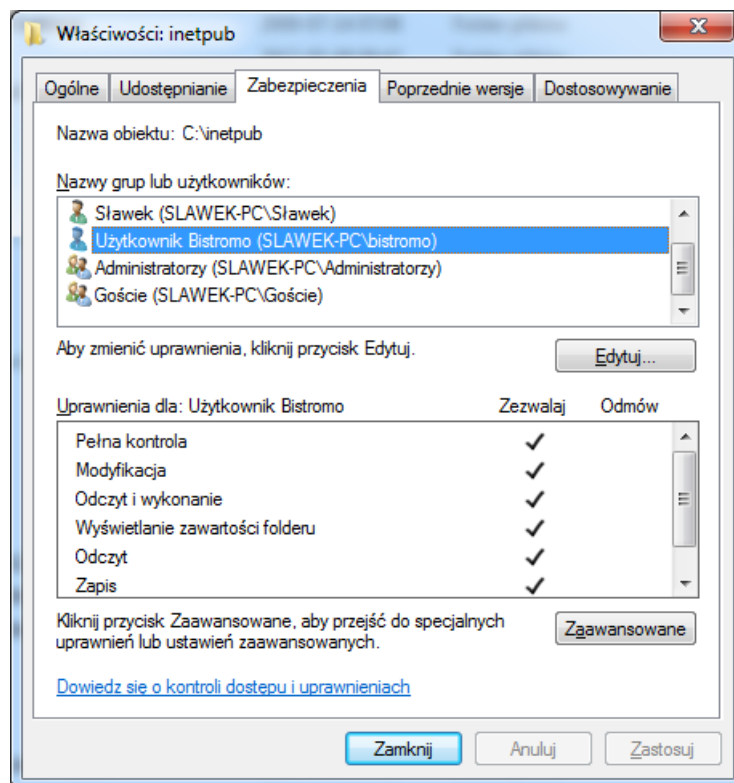 Właściwości: inetpub
Ogólne Udostępnianie Zabezpieczenia Poprzednie wersje Dostosowywanie
Nazwa obiektu: C:\inetpub
Nazwy grup lub użytkowników:
Sławek (SLAWEK-PC\Sławek)
Użytkownik Bistromo (SLAWEK-PC\bistromo)
Administratorzy (SLAWEK-PC\Administratorzy)
Goście (SLAWEK-PC\Goście)
Aby zmienić uprawnienia, kliknij przycisk Edytuj.
Edytuj...
Uprawnienia dla: Użytkownik Bistromo Zezwalaj Odmów
Pełna kontrola
Modyfikacja
Odczyt i wykonanie
Wyświetlanie zawartości folderu
Odczyt
Zapis
Kliknij przycisk Zaawansowane, aby przejść do specjalnych
uprawnień lub ustawień zaawansowanych.
Zaawansowane
Dowiedz się o kontroli dostępu i uprawnieniach
Zamknij Anuluj Zastosuj